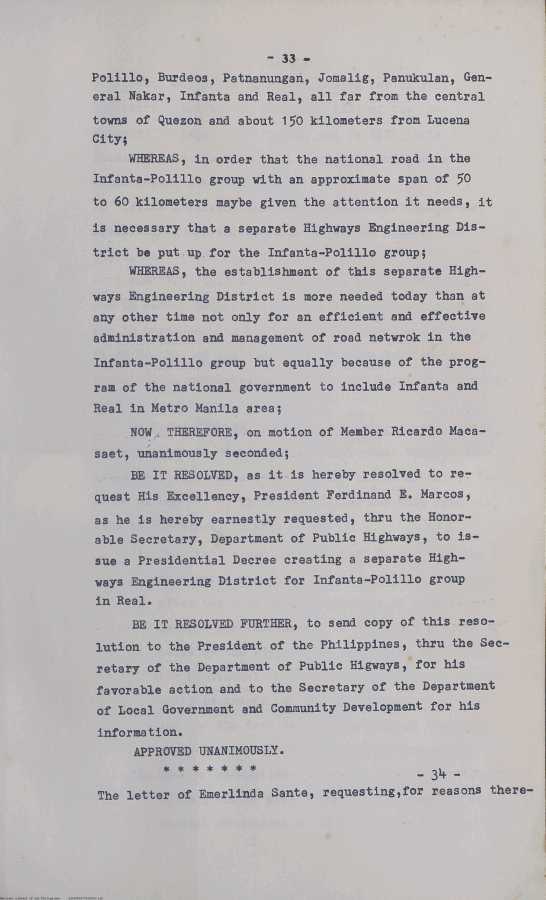 - 33 -
Polillo, Burdeos, Patnanungan, Jomalig, Panukulan, Gen-
eral Nakar, Infanta and Real, all far from the central
towns of Quezon and about 150 kilometers from Lucena
City;
WHEREAS, in order that the national road in the
Infanta-Polillo group with an approximate span of 50
to 60 kilometers maybe given the attention it needs, it
is necessary that a separate Highways Engineering Dis-
trict be put up for the Infanta-Polillo group;
WHEREAS, the establishment of this separate High-
ways Engineering District is more needed today than at
any other time not only for an efficient and effective
administration and management of road netwrok in the
Infanta-Polillo group but equally because of the prog-
ram of the national government to include Infanta and
Real in Metro Manila area;
NOW, THEREFORE, on motion of Member Ricardo Maca-
saet, unanimously seconded;
BE IT RESOLVED, as it is hereby resolved to re-
quest His Excellency, President Ferdinand E. Marcos,
as he is hereby earnestly requested, thru the Honor-
able Secretary, Department of Public Highways, to is-
sue a Presidential Decree creating a separate High-
ways Engineering District for Infanta-Polillo group
in Real.
BE IT RESOLVED FURTHER, to send copy of this reso-
lution to the President of the Philippines, thru the Sec-
retary of the Department of Public Higways, for his
favorable action and to the Secretary of the Department
of Local Government and Community Development for his
information.
APPROVED UNANIMOUSLY.
* * * * * * *
- 34 -
The letter of Emerlinda Sante, requesting,for reasons there-